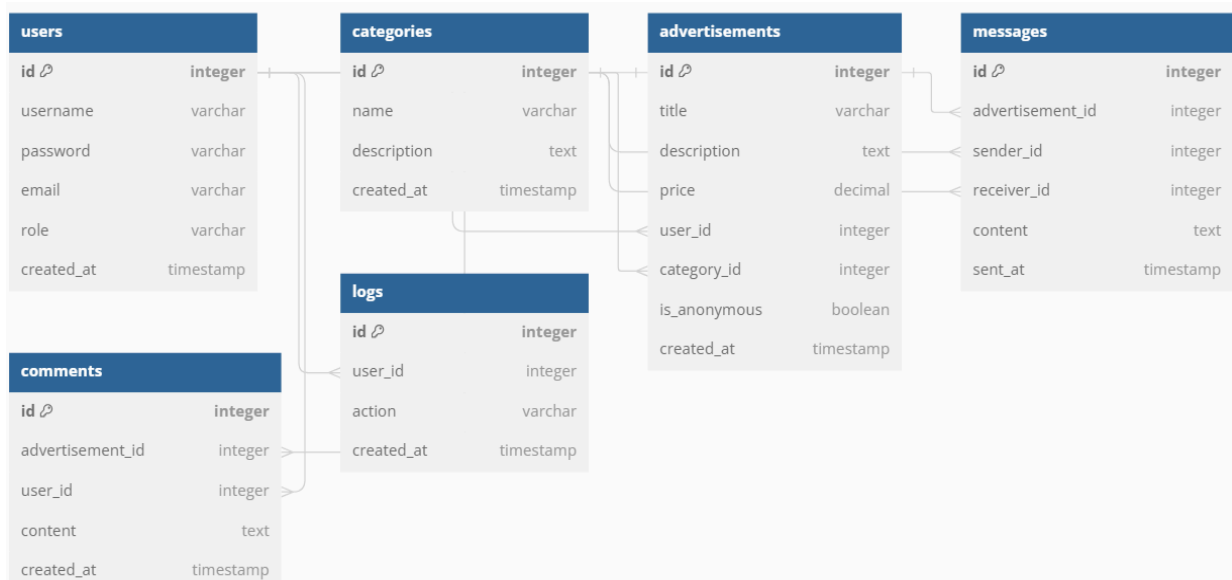 users
id integer
username varchar
password varchar
email varchar
role varchar
created_at timestamp
categories
id integer
name varchar
description text
created_at timestamp
advertisements
id integer
title varchar
description text
price decimal
user_id integer
category_id integer
is_anonymous boolean
created_at timestamp
messages
id integer
advertisement_id integer
sender_id integer
receiver_id integer
content text
sent_at timestamp
logs
id integer
user_id integer
action varchar
created_at timestamp
comments
id integer
advertisement_id integer
user_id integer
content text
created_at timestamp